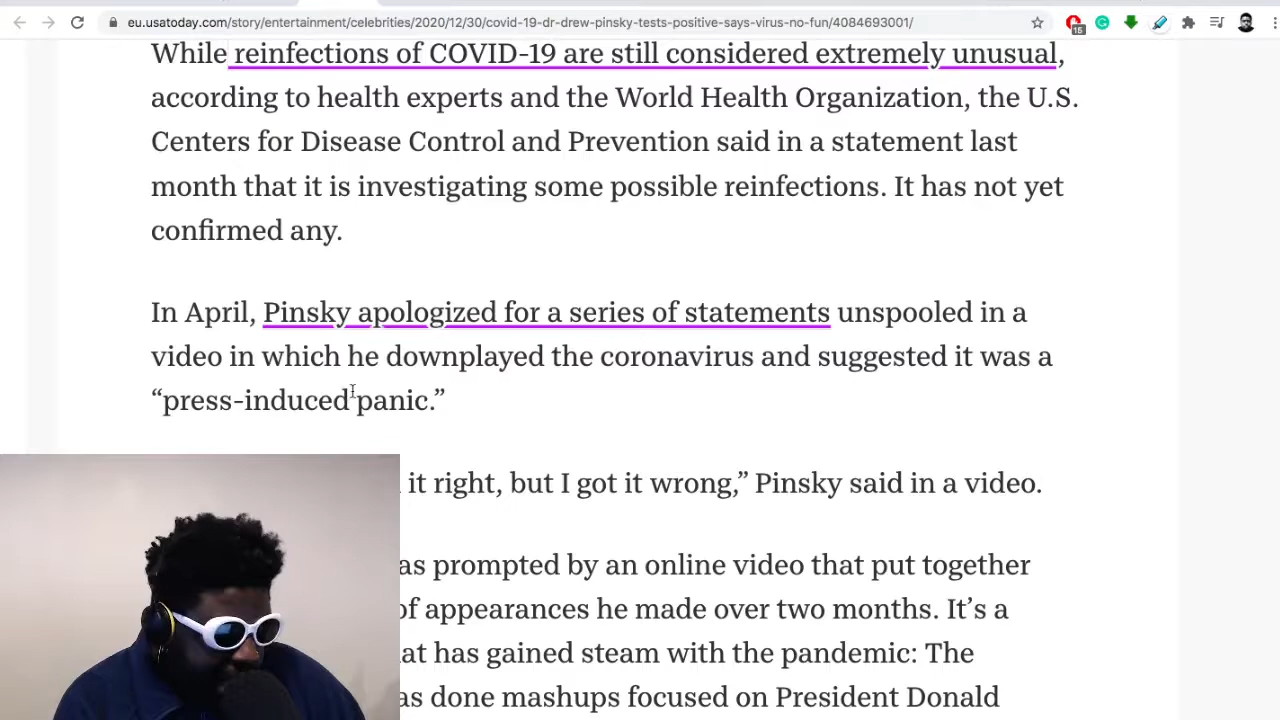 eu.usatoday.com/story/entertainment/celebrities/2020/12/30/covid-19-dr-drew-pinsky-tests-positive-says-virus-no-fun/4084693001/
15
While reinfections of COVID-19 are still considered extremely unusual,
according to health experts and the World Health Organization, the U.S.
Centers for Disease Control and Prevention said in a statement last
month that it is investigating some possible reinfections. It has not yet
confirmed any.
In April, Pinsky apologized for a series of statements unspooled in a
video in which he downplayed the coronavirus and suggested it was a
“press-induced panic.”
it right, but I got it wrong,” Pinsky said in a video.
as prompted by an online video that put together
of appearances he made over two months. It’s a
at has gained steam with the pandemic: The
as done mashups focused on President Donald